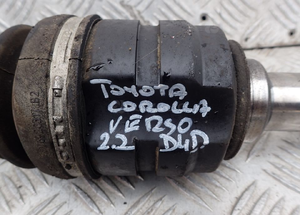 TOYOTA
COROLLA
VERSO
2.2 D4D